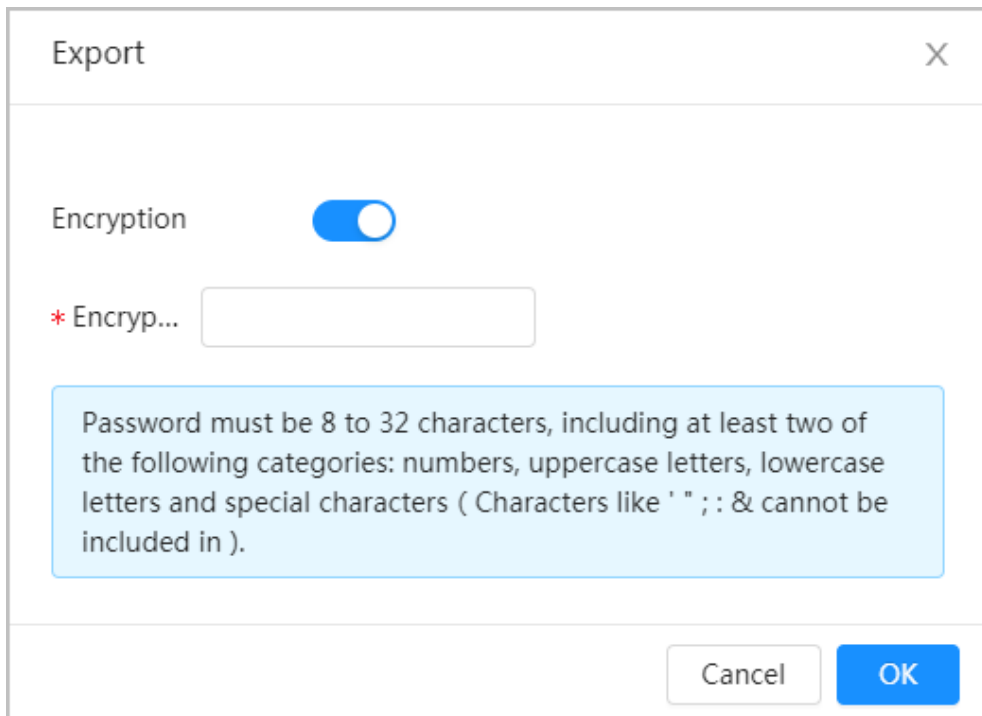 Export X
Encryption
* Encryp...
Password must be 8 to 32 characters, including at least two of
the following categories: numbers, uppercase letters, lowercase
letters and special characters ( Characters like ' " ; : & cannot be
included in ).
Cancel OK